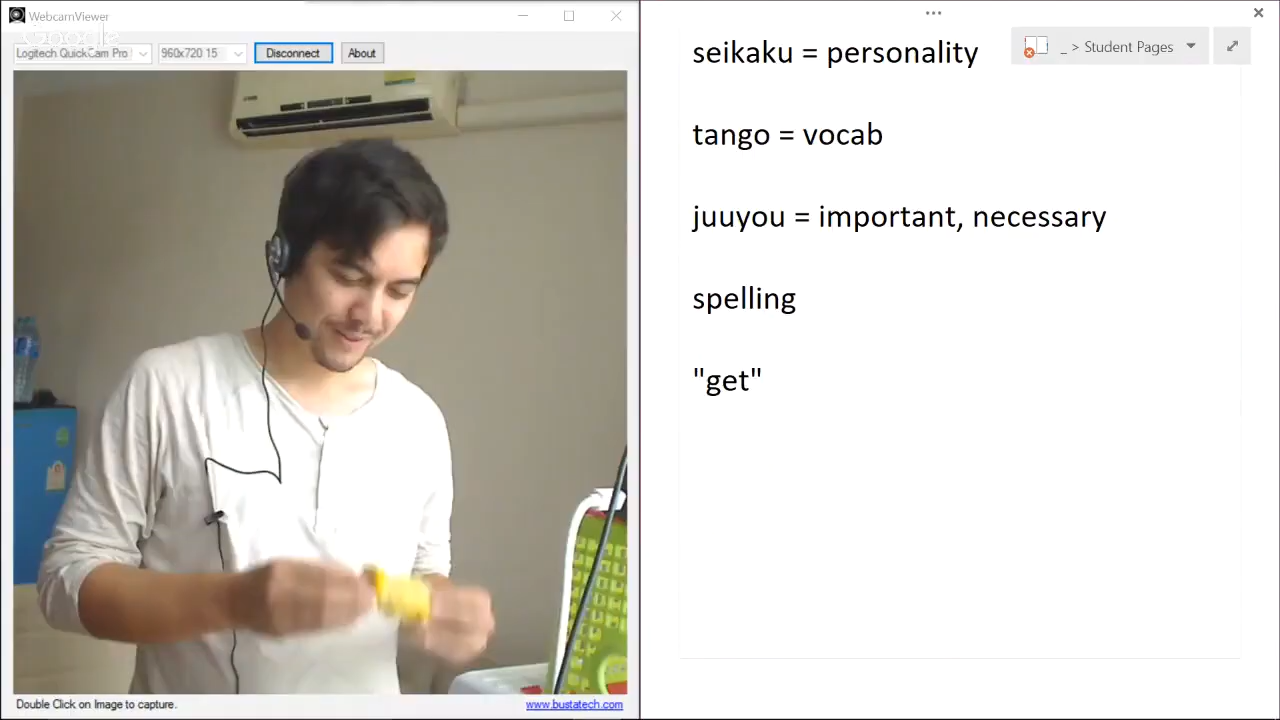 WebcamViewer
Google
Logitech QuickCam Pro
960x720 15
Disconnect
About
Double Click on Image to capture.
www.bustatech.com
_ > Student Pages
seikaku = personality
tango = vocab
juuyou = important, necessary
spelling
"get"